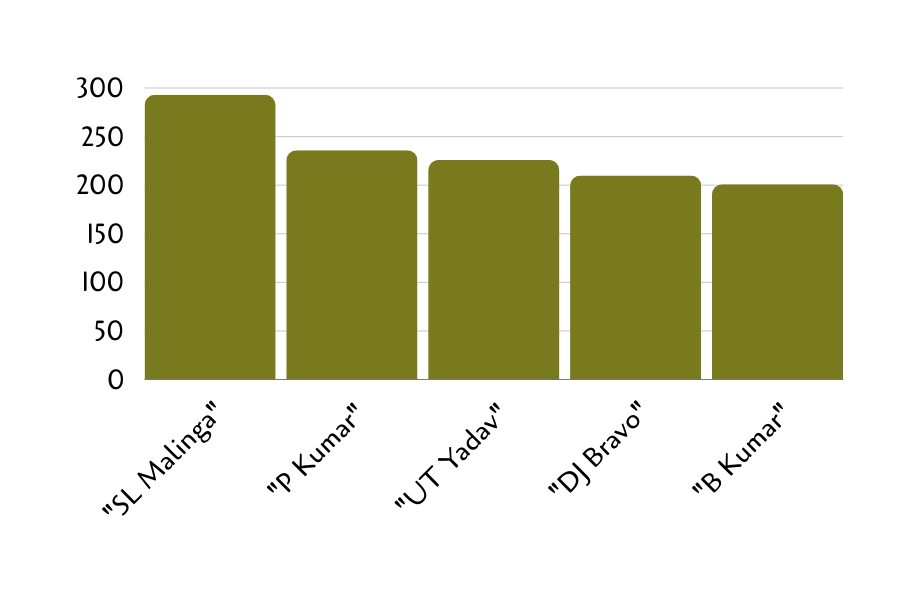 300
250
200
150
100
50
0
"SL Malinga"
"P Kumar"
"UT Yadav"
"DJ Bravo"
"B Kumar"